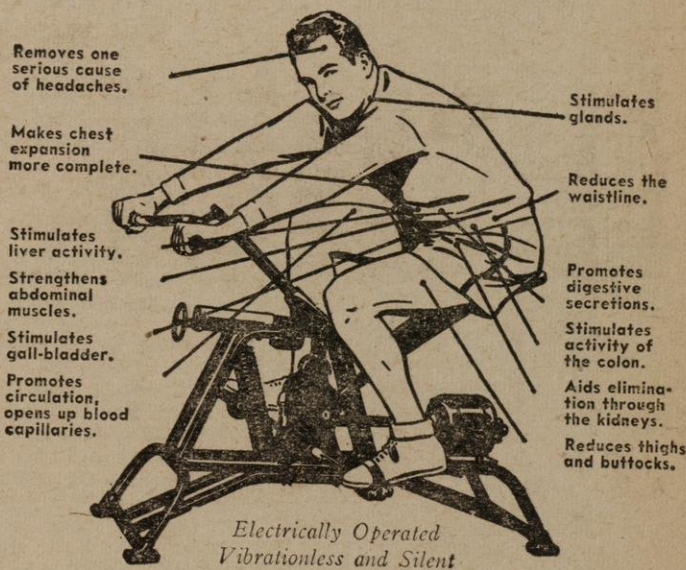 Removes one
serious cause
of headaches.
Makes chest
expansion
more complete.
Stimulates
liver activity.
Strengthens
abdominal
muscles.
Stimulates
gall-bladder.
Promotes
circulation,
opens up blood
capillaries.
Stimulates
glands.
Reduces the
waistline.
Promotes
digestive
secretions.
Stimulates
activity of
the colon.
Aids elimina-
tion through
the kidneys.
Reduces thighs
and buttocks.
Electrically Operated
Vibrationless and Silent